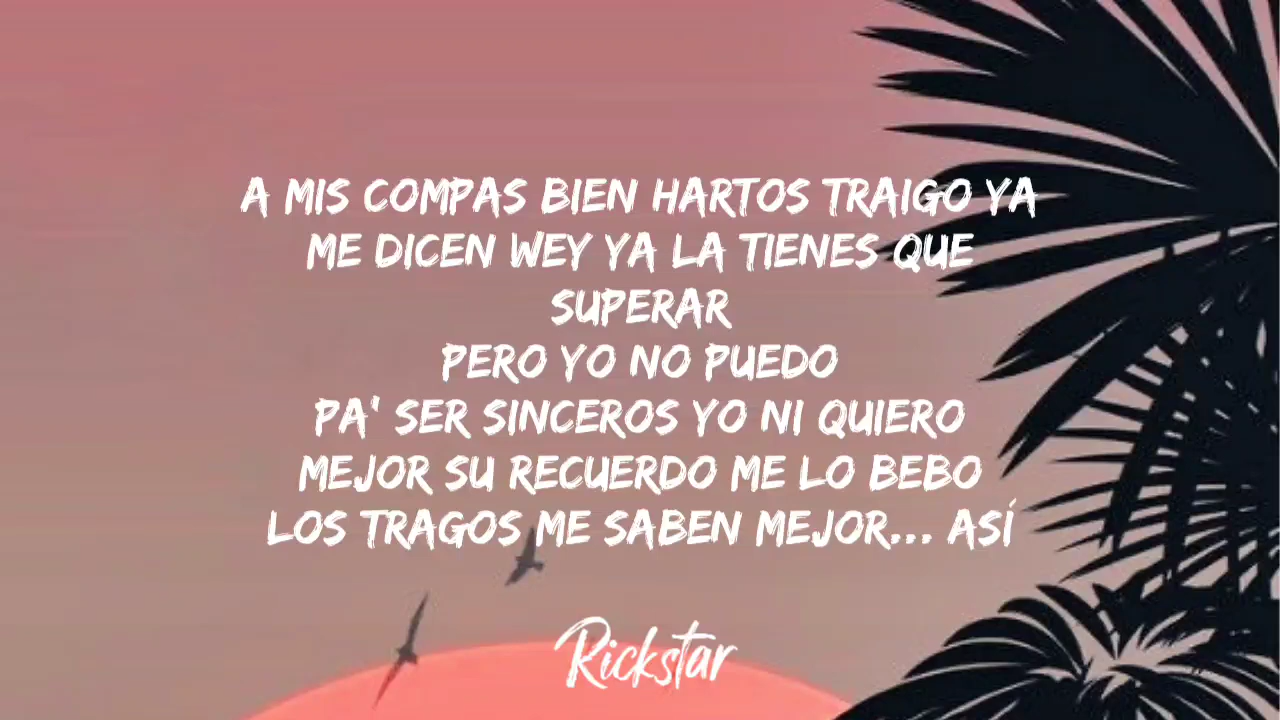 A MIS COMPAS BIEN HARTOS TRAIGO YA
ME DICEN WEY YA LA TIENES QUE
SUPERAR
PERO YO NO PUEDO
PA' SER SINCEROS YO NI QUIERO
MEJOR SU RECUERDO ME LO BEBO
LOS TRAGOS ME SABEN MEJOR... ASÍ
Rickstar